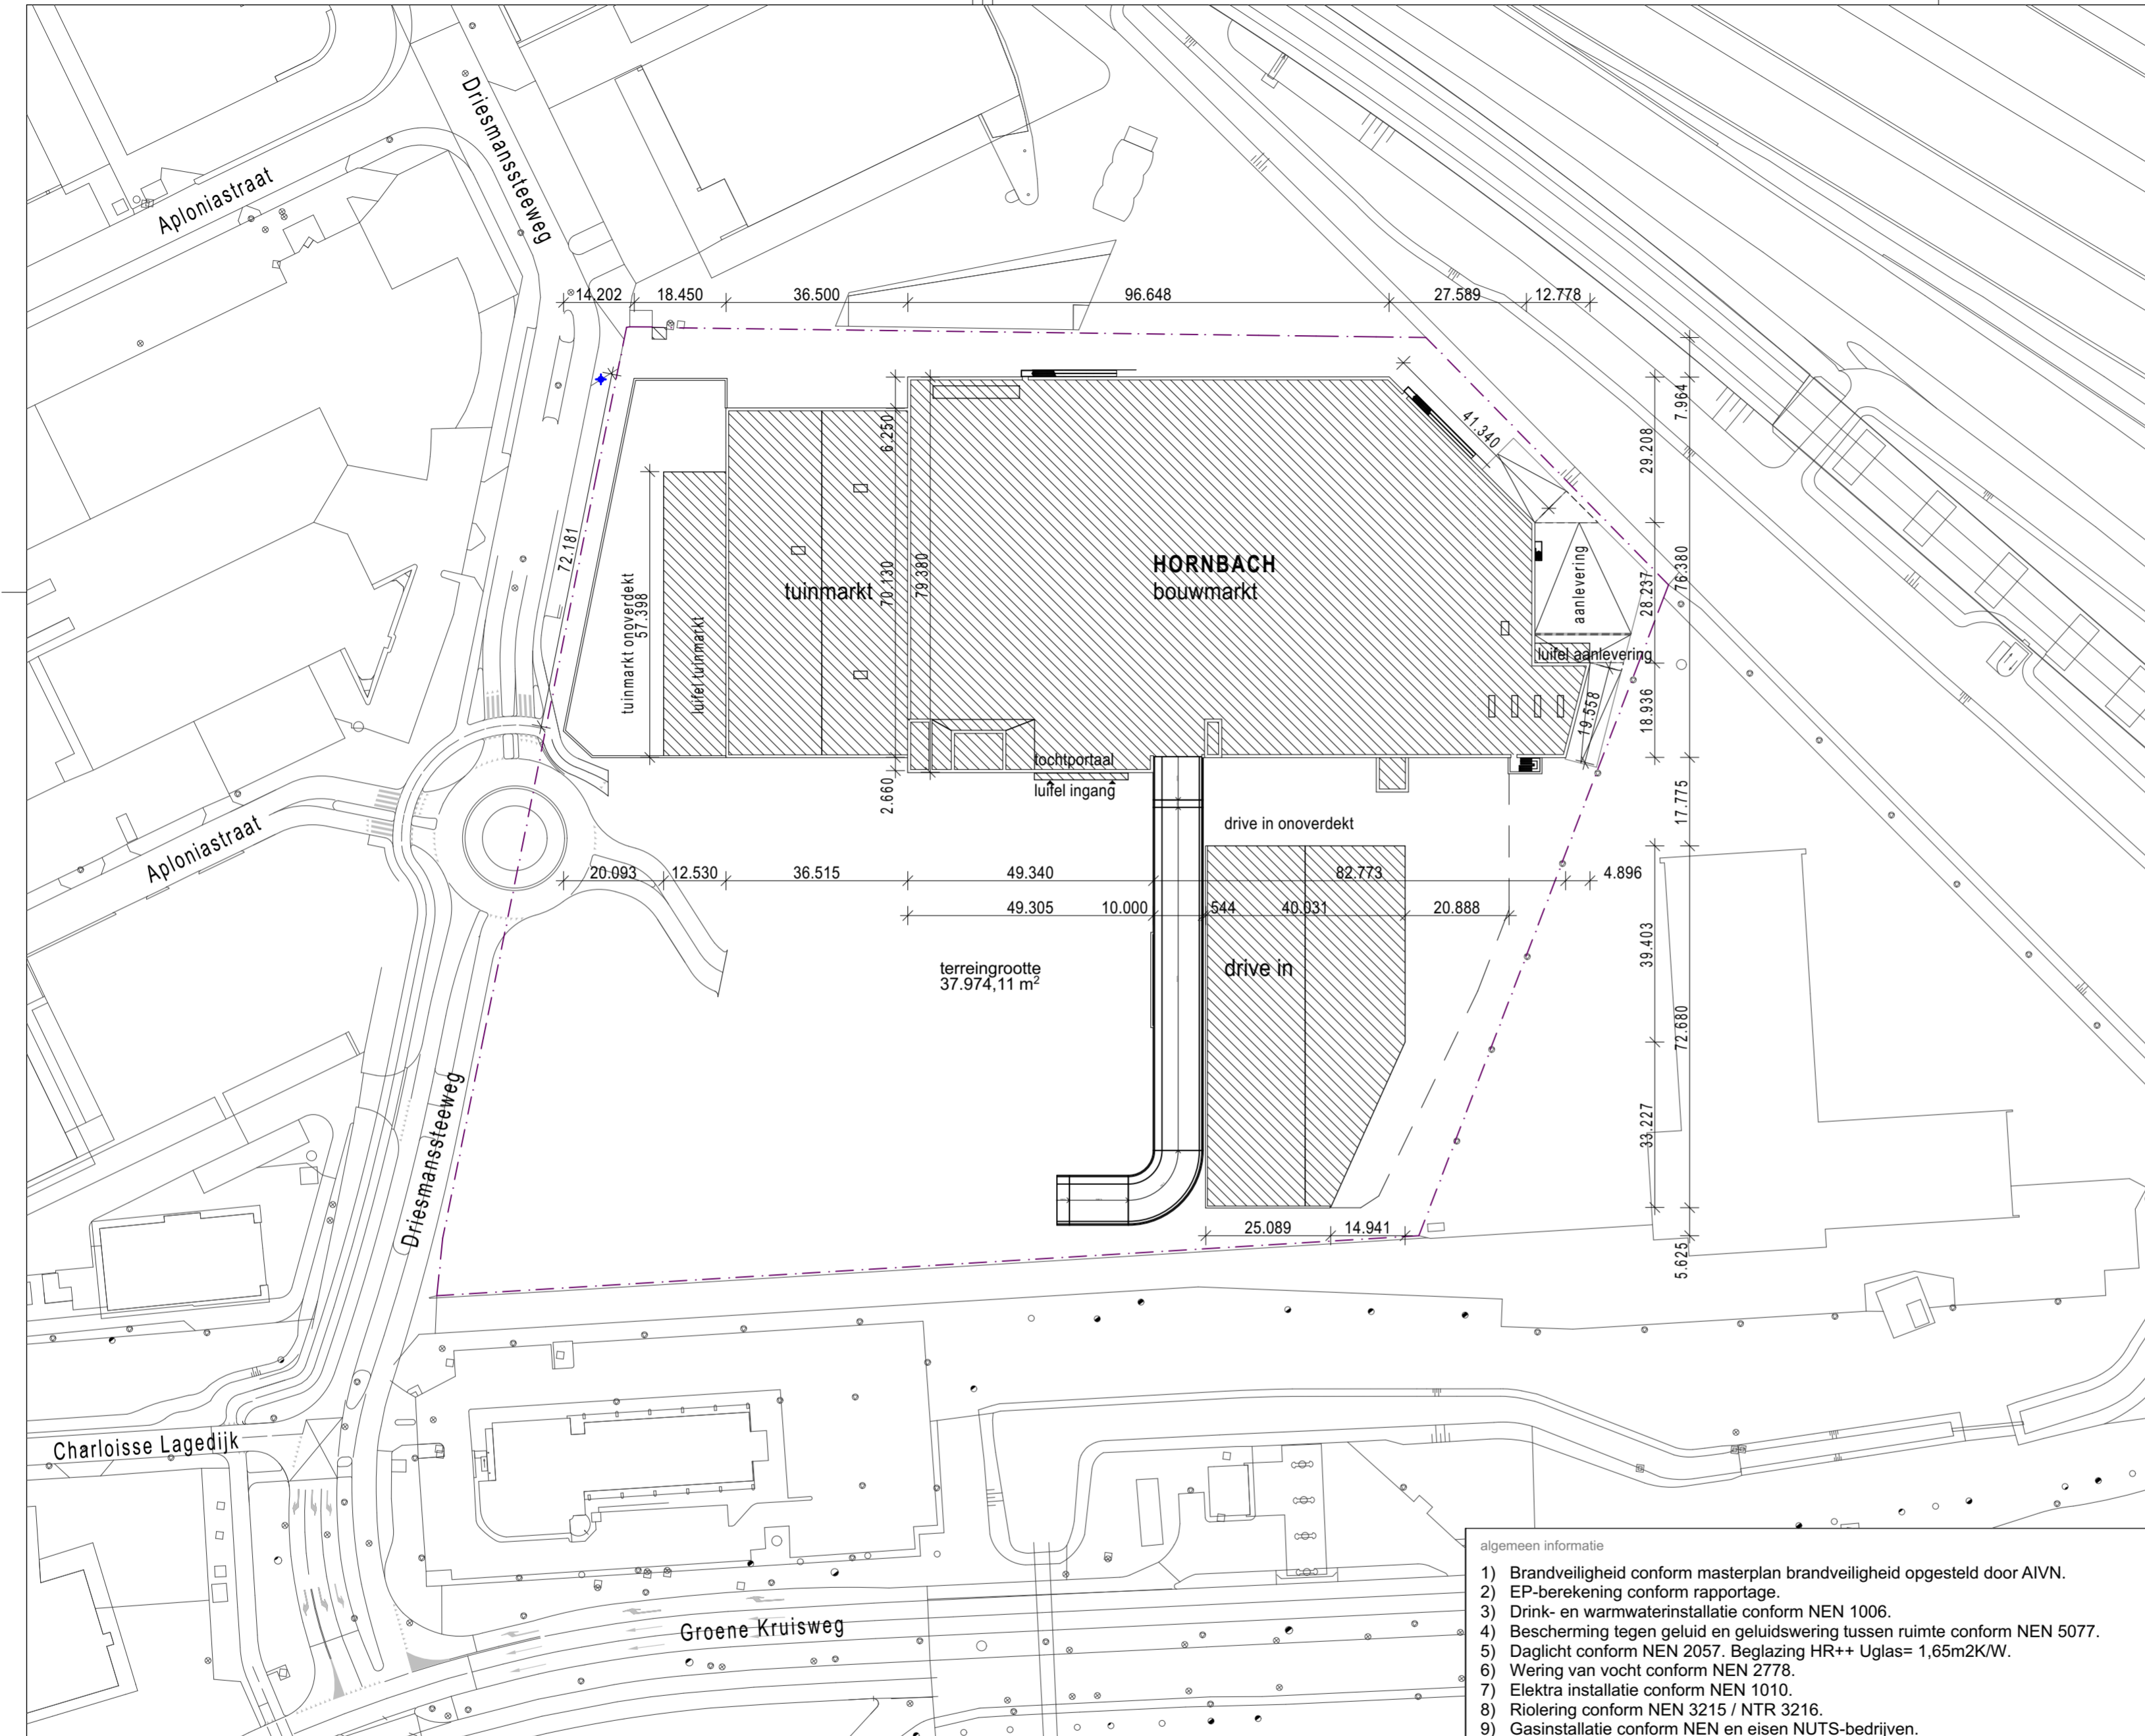 Driesmanssteeweg
Aploniastraat
14.202
18.450
36.500
96.648
27.589
12.778
7.964
29.208
41.340
6.250
72.181
tuinmarkt onoverdekt
57.398
luifel tuinmarkt
tuinmarkt
70.130
79.380
HORNBACH
bouwmarkt
aanlevering
28.237
76.380
luifel aanlevering
19.558
18.936
tochtportaal
luifel ingang
2.660
17.775
drive in onoverdekt
Aploniastraat
20.093
12.530
36.515
49.340
82.773
4.896
49.305
10.000
544
40.031
20.888
terreingrootte
37.974,11 m²
drive in
39.403
72.680
33.227
Driesmanssteeweg
25.089
14.941
5.625
Charloisse Lagedijk
Groene Kruisweg
algemeen informatie
1) Brandveiligheid conform masterplan brandveiligheid opgesteld door AIVN.
2) EP-berekening conform rapportage.
3) Drink- en warmwaterinstallatie conform NEN 1006.
4) Bescherming tegen geluid en geluidswering tussen ruimte conform NEN 5077.
5) Daglicht conform NEN 2057. Beglazing HR++ Uglas= 1,65m2K/W.
6) Wering van vocht conform NEN 2778.
7) Elektra installatie conform NEN 1010.
8) Riolering conform NEN 3215 / NTR 3216.
9) Gasinstallatie conform NEN en eisen NUTS-bedrijven.